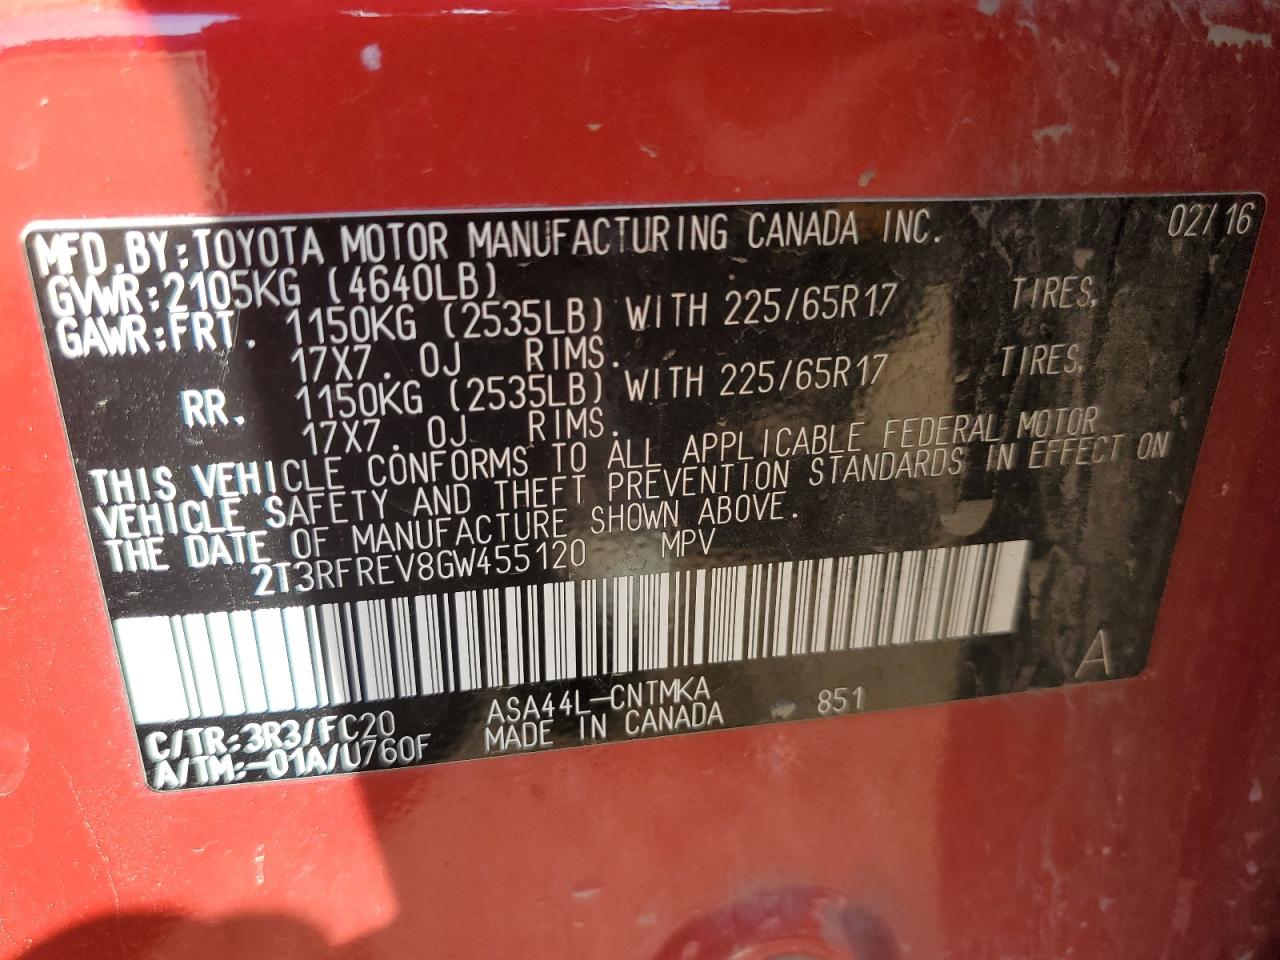 MFD.BY:TOYOTA MOTOR MANUFACTURING CANADA INC. 02/16
GVWR:2105KG (4640LB)
GAWR:FRT. 1150KG (2535LB) WITH 225/65R17 TIRES,
17X7.0J RIMS.
RR. 1150KG (2535LB) WITH 225/65R17 TIRES,
17X7.0J RIMS.
THIS VEHICLE CONFORMS TO ALL APPLICABLE FEDERAL MOTOR
VEHICLE SAFETY AND THEFT PREVENTION STANDARDS IN EFFECT ON
THE DATE OF MANUFACTURE SHOWN ABOVE.
2T3RFREV8GW455120 MPV
A
C/TR:3R3/FC20 ASA44L-CNTMKA 851
A/TM:-01A/U760F MADE IN CANADA